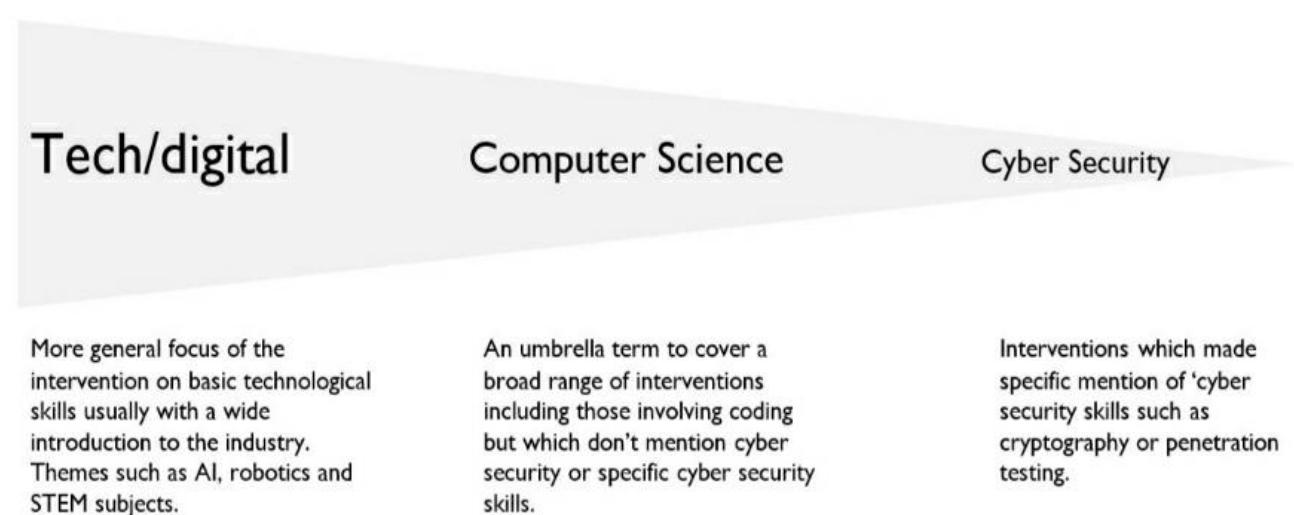 Tech/digital
Computer Science
Cyber Security
More general focus of the
intervention on basic technological
skills usually with a wide
introduction to the industry.
Themes such as AI, robotics and
STEM subjects.
An umbrella term to cover a
broad range of interventions
including those involving coding
but which don't mention cyber
security or specific cyber security
skills.
Interventions which made
specific mention of 'cyber
security skills such as
cryptography or penetration
testing.